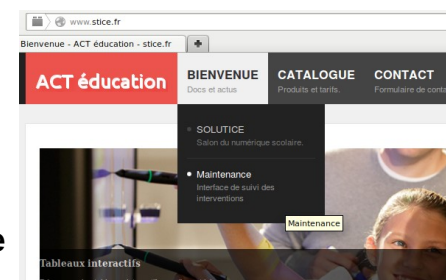 www.stice.fr
Bienvenue - ACT éducation - stice.fr
ACT éducation
BIENVENUE
Docs et actus
CATALOGUE
Produits et tarifs.
CONTACT
Formulaire de conta
SOLUTICE
Salon du numérique scolaire.
Maintenance
Interface de suivi des
interventions
Maintenance
e
Tableaux interactifs